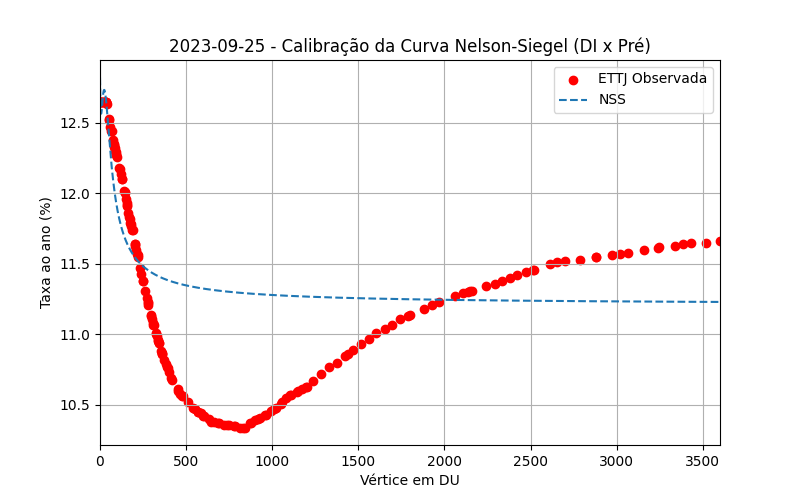 2023-09-25 - Calibração da Curva Nelson-Siegel (DI x Pré)
ETTJ Observada
NSS
Taxa ao ano (%)
12.5
12.0
11.5
11.0
10.5
0 500 1000 1500 2000 2500 3000 3500
Vértice em DU